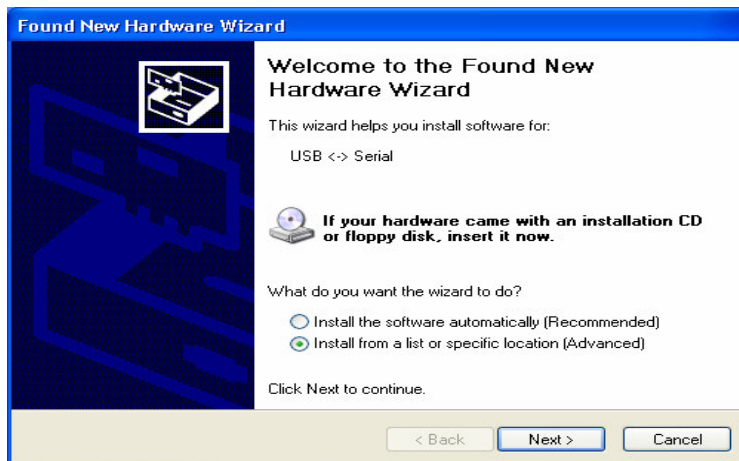 Found New Hardware Wizard
Welcome to the Found New
Hardware Wizard
This wizard helps you install software for:
USB <-> Serial
If your hardware came with an installation CD
or floppy disk, insert it now.
What do you want the wizard to do?
Install the software automatically (Recommended)
Install from a list or specific location (Advanced)
Click Next to continue.
< Back Next > Cancel